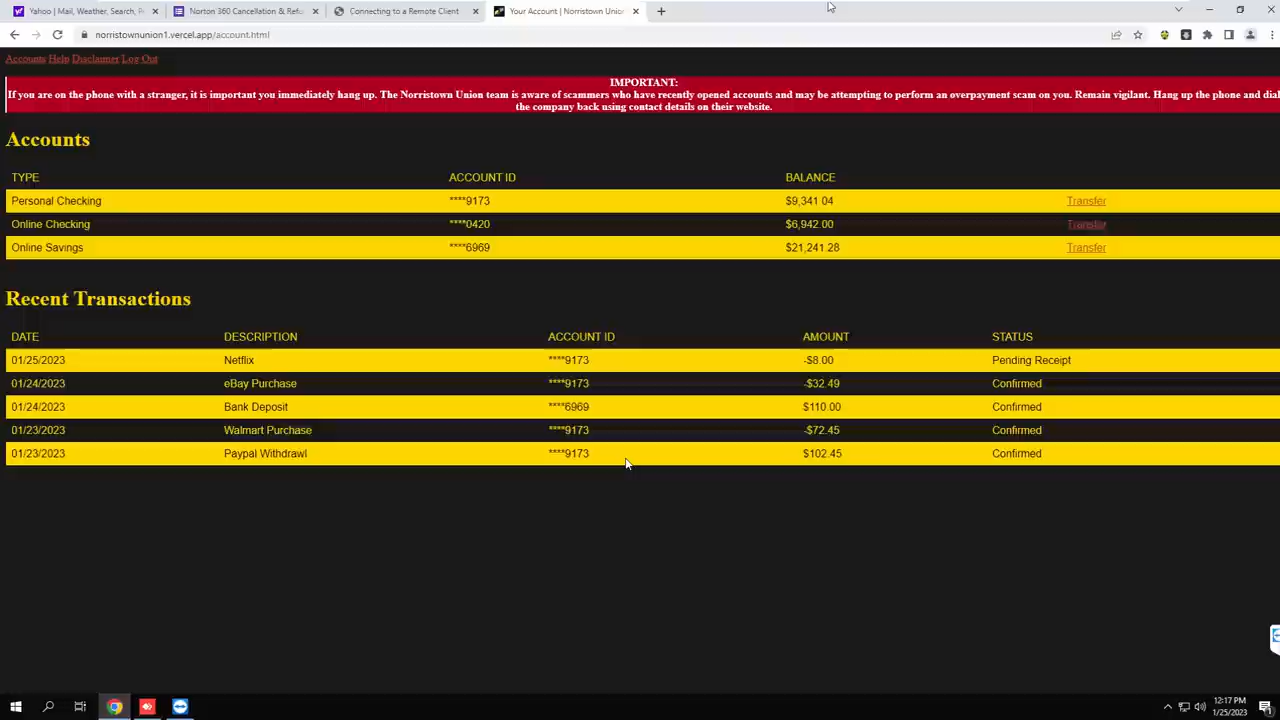 Yahoo | Mail, Weather, Search, P
Norton 360 Cancellation & Refu
Connecting to a Remote Client
Your Account | Norristown Unio
norristownunion1.vercel.app/account.html
Accounts Help Disclaimer Log Out
IMPORTANT:
If you are on the phone with a stranger, it is important you immediately hang up. The Norristown Union team is aware of scammers who have recently opened accounts and may be attempting to perform an overpayment scam on you. Remain vigilant. Hang up the phone and dial
the company back using contact details on their website.
Accounts
TYPE ACCOUNT ID BALANCE
Personal Checking ****9173 $9,341 04 Transfer
Online Checking ****0420 $6,942.00 Transfer
Online Savings ****6969 $21,241.28 Transfer
Recent Transactions
DATE DESCRIPTION ACCOUNT ID AMOUNT STATUS
01/25/2023 Netflix ****9173 -$8.00 Pending Receipt
01/24/2023 eBay Purchase ****9173 -$32.49 Confirmed
01/24/2023 Bank Deposit ****6969 $110.00 Confirmed
01/23/2023 Walmart Purchase ****9173 -$72.45 Confirmed
01/23/2023 Paypal Withdrawl ****9173 $102.45 Confirmed
12:17 PM
1/25/2023